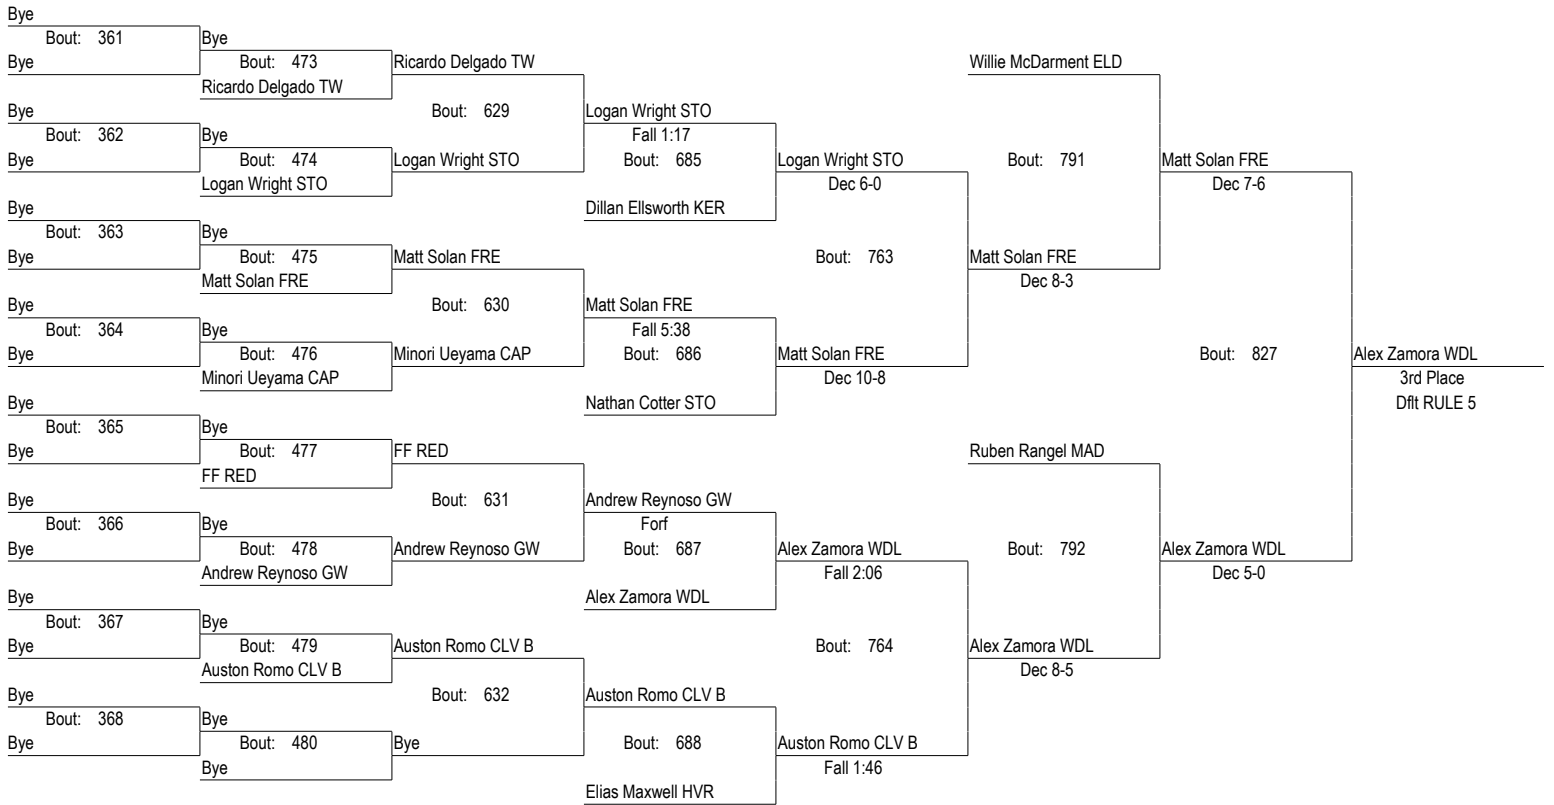 Bye
Bout: 361 Bye
Bye Bout: 473 Ricardo Delgado TW Willie McDarment ELD
Ricardo Delgado TW
Bye Bout: 629 Logan Wright STO
Bout: 362 Bye Fall 1:17
Bye Bout: 474 Logan Wright STO Bout: 685 Logan Wright STO Bout: 791 Matt Solan FRE
Logan Wright STO Dec 6-0 Dec 7-6
Bye Dillan Ellsworth KER
Bout: 363 Bye
Bye Bout: 475 Matt Solan FRE Bout: 763 Matt Solan FRE
Matt Solan FRE Dec 8-3
Bye Bout: 630 Matt Solan FRE
Bout: 364 Bye Fall 5:38
Bye Bout: 476 Minori Ueyama CAP Bout: 686 Matt Solan FRE Bout: 827 Alex Zamora WDL
Minori Ueyama CAP Dec 10-8 3rd Place
Bye Nathan Cotter STO Dflt RULE 5
Bout: 365 Bye
Bye Bout: 477 FF RED Ruben Rangel MAD
FF RED
Bye Bout: 631 Andrew Reynoso GW
Bout: 366 Bye Forf
Bye Bout: 478 Andrew Reynoso GW Bout: 687 Alex Zamora WDL Bout: 792 Alex Zamora WDL
Andrew Reynoso GW Fall 2:06 Dec 5-0
Bye Alex Zamora WDL
Bout: 367 Bye
Bye Bout: 479 Auston Romo CLV B Bout: 764 Alex Zamora WDL
Auston Romo CLV B Dec 8-5
Bye Bout: 632 Auston Romo CLV B
Bout: 368 Bye
Bye Bout: 480 Bye Bout: 688 Auston Romo CLV B
Bye Fall 1:46
Elias Maxwell HVR